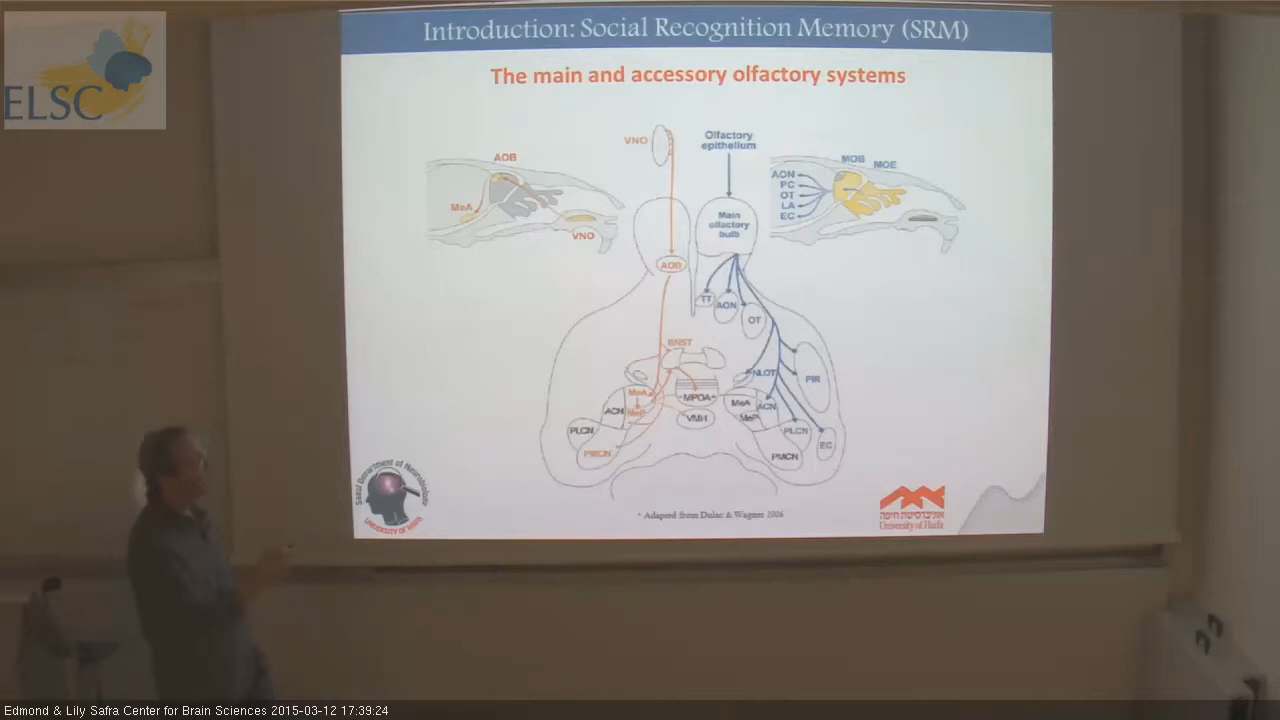 ELSC
Introduction: Social Recognition Memory (SRM)
The main and accessory olfactory systems
VNO
Olfactory
epithelium
AOB
MeA
VNO
MOB
MOE
AON
PC
OT
LA
EC
Main
olfactory
bulb
AOB
TT
AON
OT
BNST
NLOT
PIR
MeA
MeP
ACN
PLCN
PMCN
MPOA
VMH
MeA
MeP
ACN
PLCN
PMCN
EC
Sagol Department of Neurobiology
UNIVERSITY OF HAIFA
* Adapted from Dulac & Wagner 2006
אוניברסיטת חיפה
University of Haifa
Edmond & Lily Safra Center for Brain Sciences 2015-03-12 17:39:24